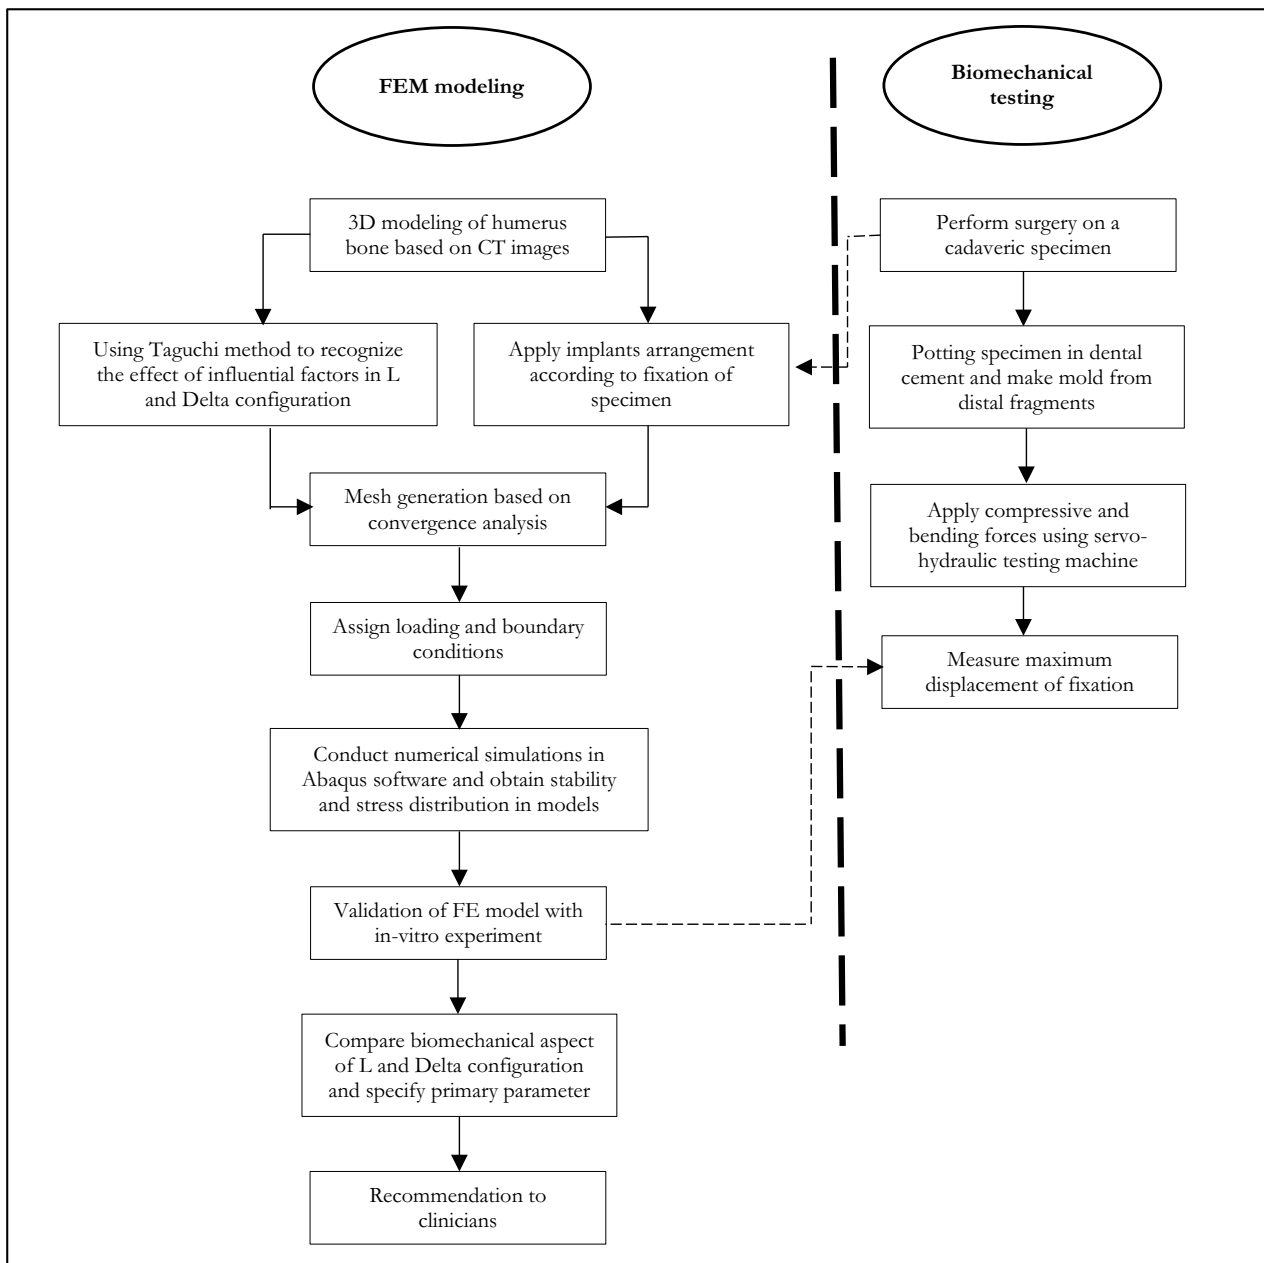 FEM modeling
3D modeling of humerus
bone based on CT images
Using Taguchi method to recognize
the effect of influential factors in L
and Delta configuration
Apply implants arrangement
according to fixation of
specimen
Mesh generation based on
convergence analysis
Assign loading and boundary
conditions
Conduct numerical simulations in
Abaqus software and obtain stability
and stress distribution in models
Validation of FE model with
in-vitro experiment
Compare biomechanical aspect
of L and Delta configuration
and specify primary parameter
Recommendation to
clinicians
Biomechanical
testing
Perform surgery on a
cadaveric specimen
Potting specimen in dental
cement and make mold from
distal fragments
Apply compressive and
bending forces using servo-
hydraulic testing machine
Measure maximum
displacement of fixation